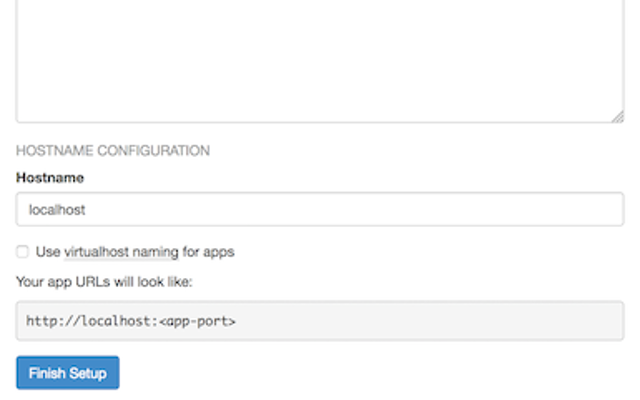 HOSTNAME CONFIGURATION
Hostname
localhost
Use virtualhost naming for apps
Your app URLs will look like:
http://localhost:<app-port>
Finish Setup